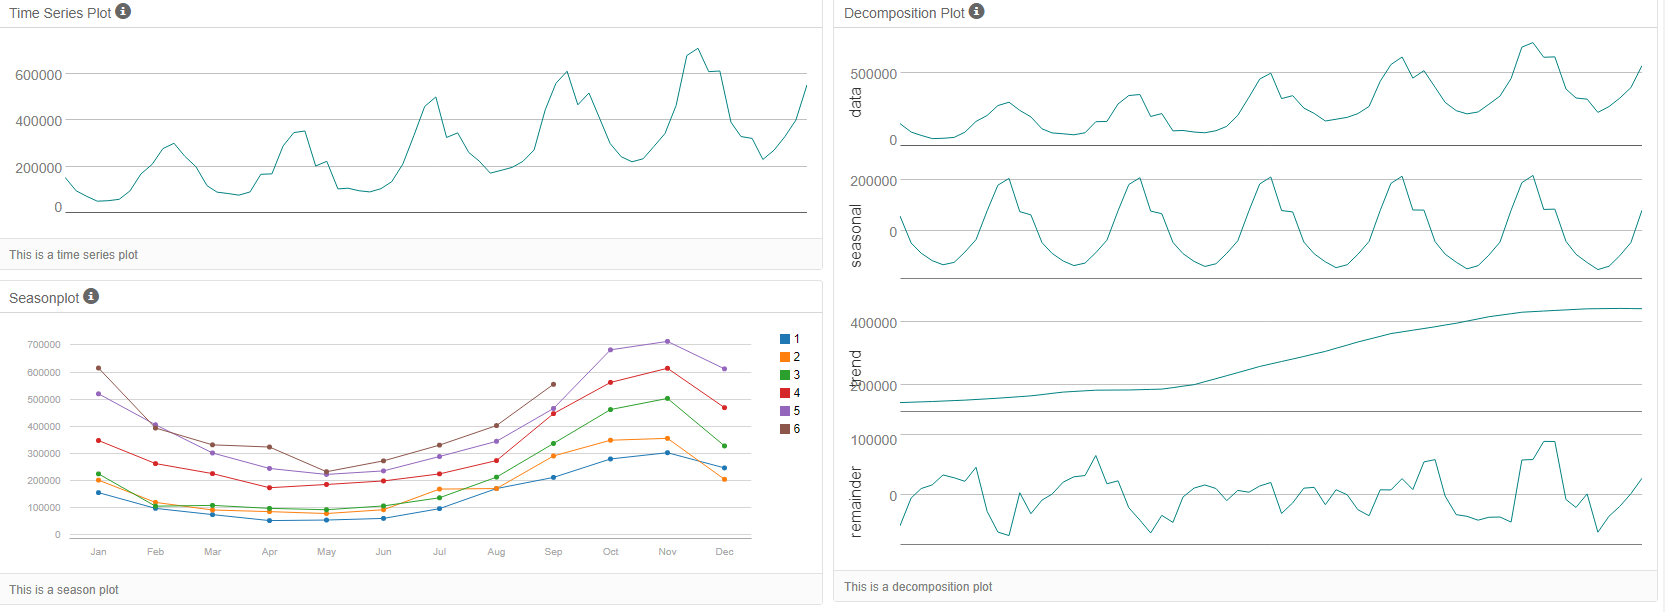 Time Series Plot
600000
400000
200000
0
This is a time series plot
Seasonplot
700000
600000
500000
400000
300000
200000
100000
0
Jan Feb Mar Apr May Jun Jul Aug Sep Oct Nov Dec
1
2
3
4
5
6
This is a season plot
Decomposition Plot
data
500000
0
seasonal
200000
0
trend
400000
200000
remainder
100000
0
This is a decomposition plot